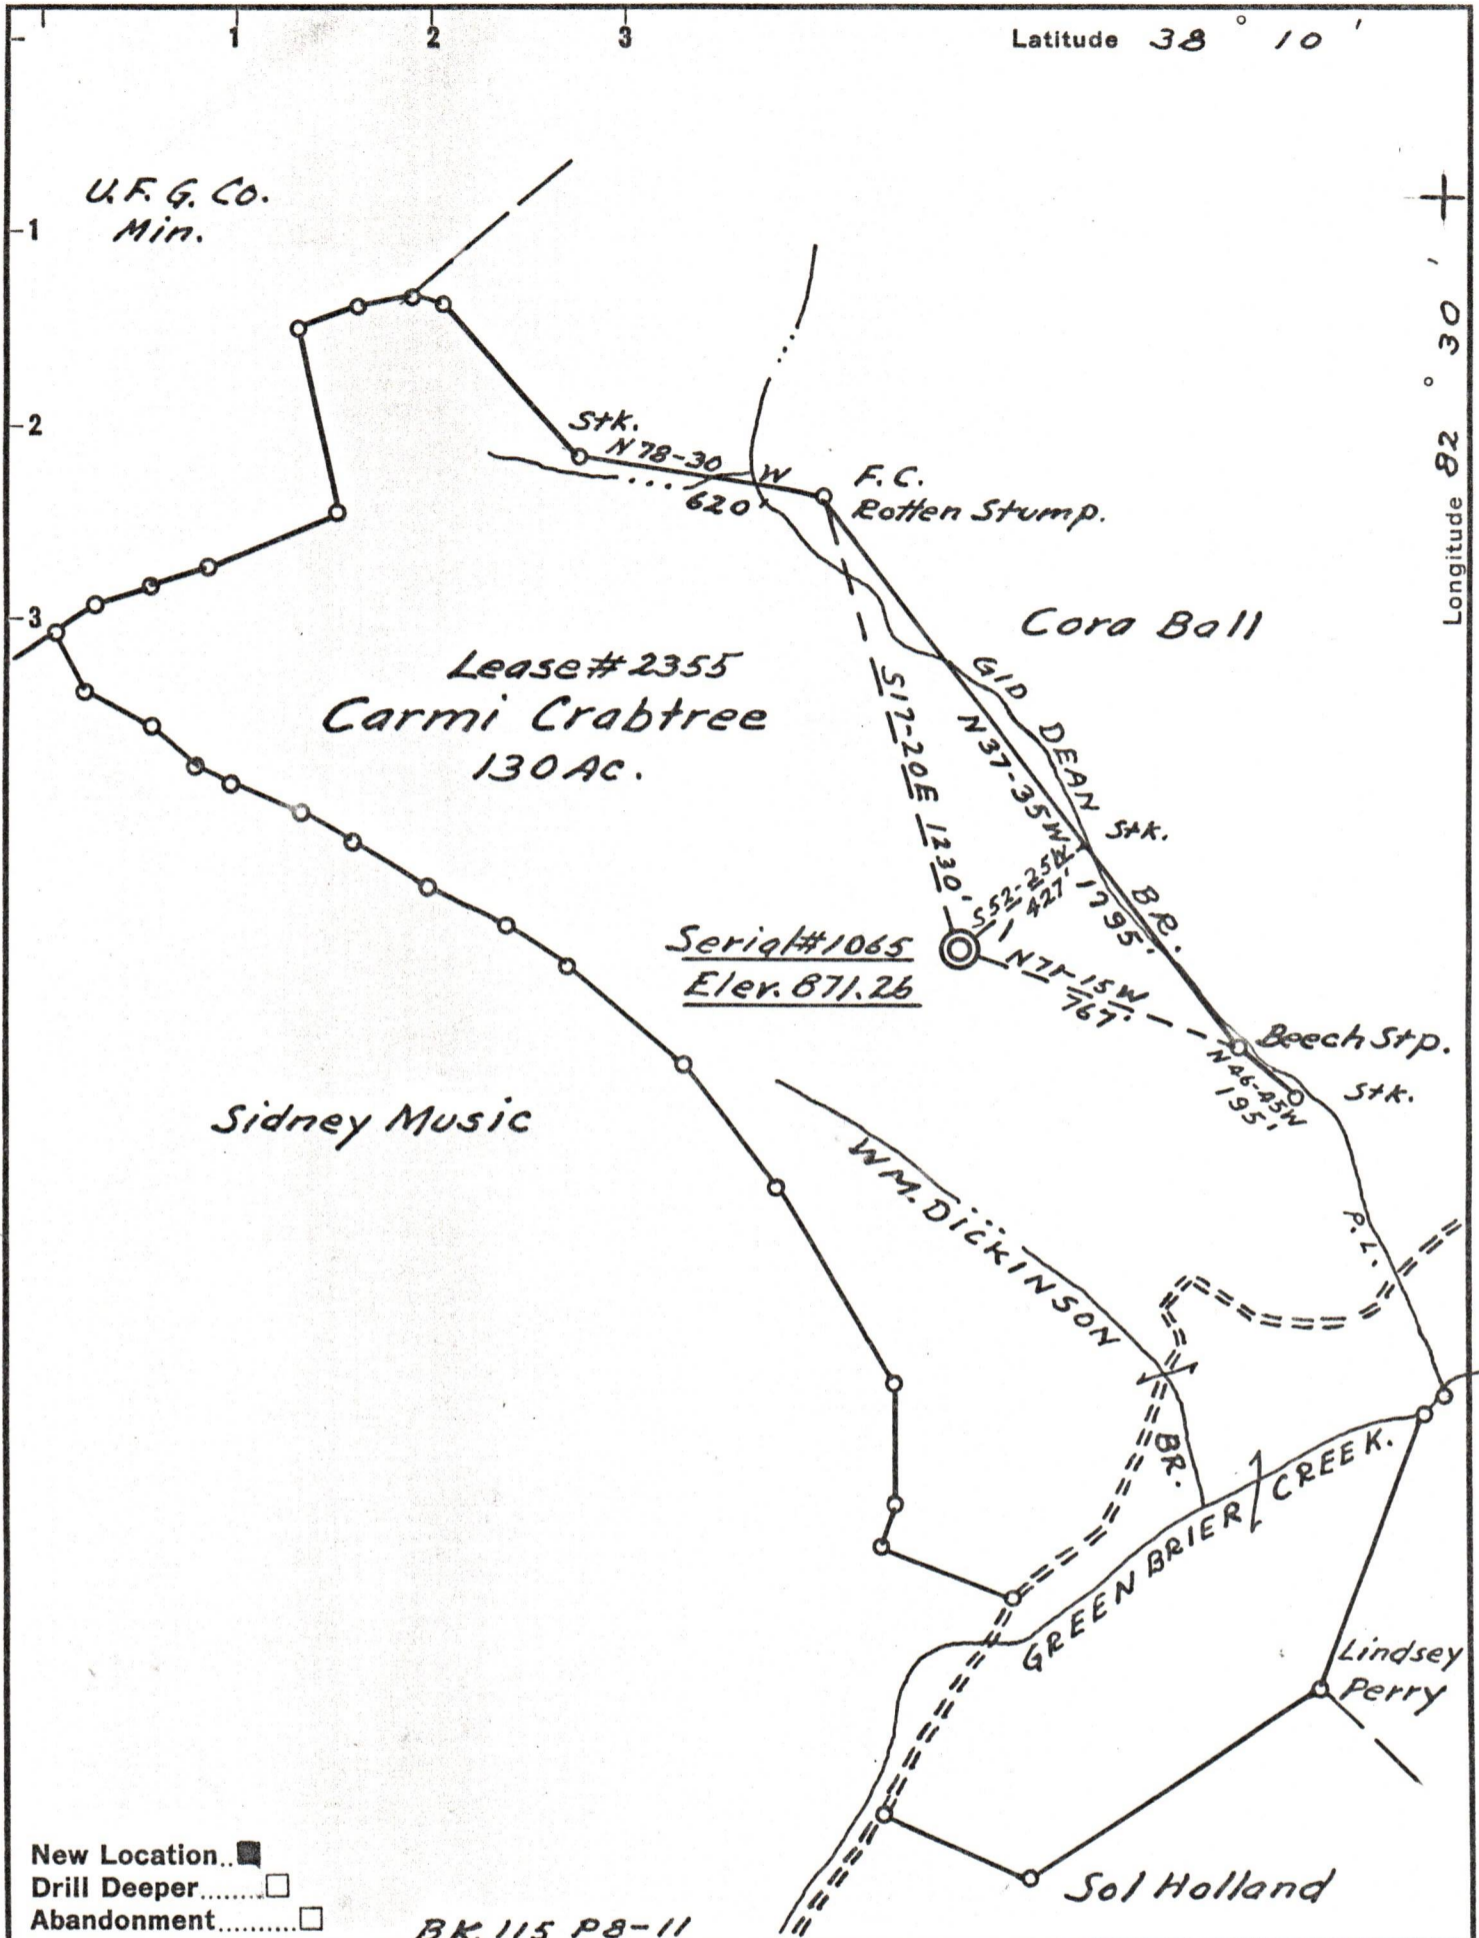 1 2 3
Latitude 38° 10'
Longitude 82° 30'
-1
-2
-3
U.F.G. Co.
Min.
Stk.
N78-30 W
620'
F.C.
Rotten Stump.
Cora Ball
Lease# 2355
Carmi Crabtree
130 Ac.
GID DEAN BR.
S17-20E 1230'
N37-35W
1795'
Stk.
S52-25W
427'
Serial#1065
Elev. 871.26
N71-15W
767'
Beech Stp.
N46-45W
195'
Stk.
Sidney Music
WM. DICKINSON
BR.
P.L.
GREEN BRIER CREEK.
Lindsey
Perry
Sol Holland
New Location..■
Drill Deeper........□
Abandonment..........□
BK. 115 P8-11